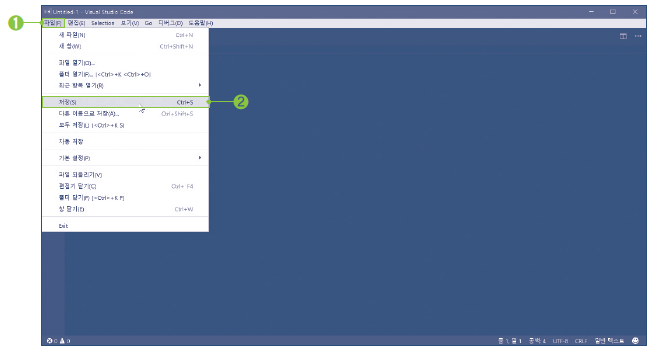 Untitled-1 - Visual Studio Code
1
파일(F) 편집(E) Selection 보기(V) Go 디버그(D) 도움말(H)
새 파일(N) Ctrl+N
새 창(W) Ctrl+Shift+N
파일 열기(O)...
폴더 열기(F)... [<Ctrl>+K <Ctrl>+O]
최근 항목 열기(R)
저장(S) Ctrl+S
2
다른 이름으로 저장(A)... Ctrl+Shift+S
모두 저장(L) [<Ctrl>+K S]
자동 저장
기본 설정(P)
파일 되돌리기(V)
편집기 닫기(C) Ctrl+F4
폴더 닫기(F) [<Ctrl>+K F]
창 닫기(E) Ctrl+W
Exit
0 0 줄 1, 열 1 공백: 4 UTF-8 CRLF 일반 텍스트